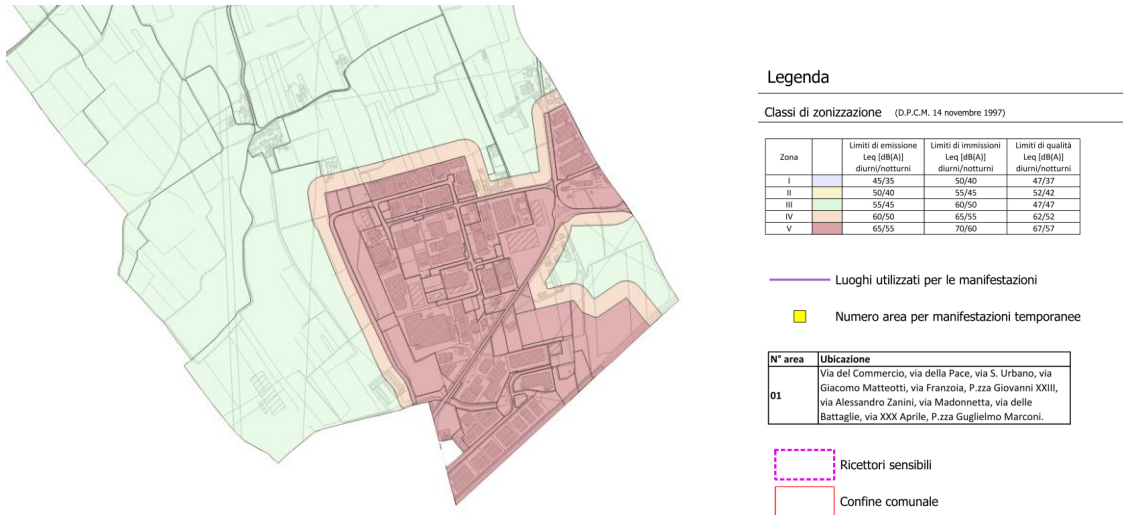 Legenda
Classi di zonizzazione (D.P.C.M. 14 novembre 1997)
Zona
Limiti di emissione Leq [dB(A)] diurni/notturni
Limiti di immissioni Leq [dB(A)] diurni/notturni
Limiti di qualità Leq [dB(A)] diurni/notturni
I 45/35 50/40 47/37
II 50/40 55/45 52/42
III 55/45 60/50 47/47
IV 60/50 65/55 62/52
V 65/55 70/60 67/57
Luoghi utilizzati per le manifestazioni
Numero area per manifestazioni temporanee
N° area Ubicazione
01
Via del Commercio, via della Pace, via S. Urbano, via
Giacomo Matteotti, via Franzoia, P.zza Giovanni XXIII,
via Alessandro Zanini, via Madonnetta, via delle
Battaglie, via XXX Aprile, P.zza Guglielmo Marconi.
Ricettori sensibili
Confine comunale